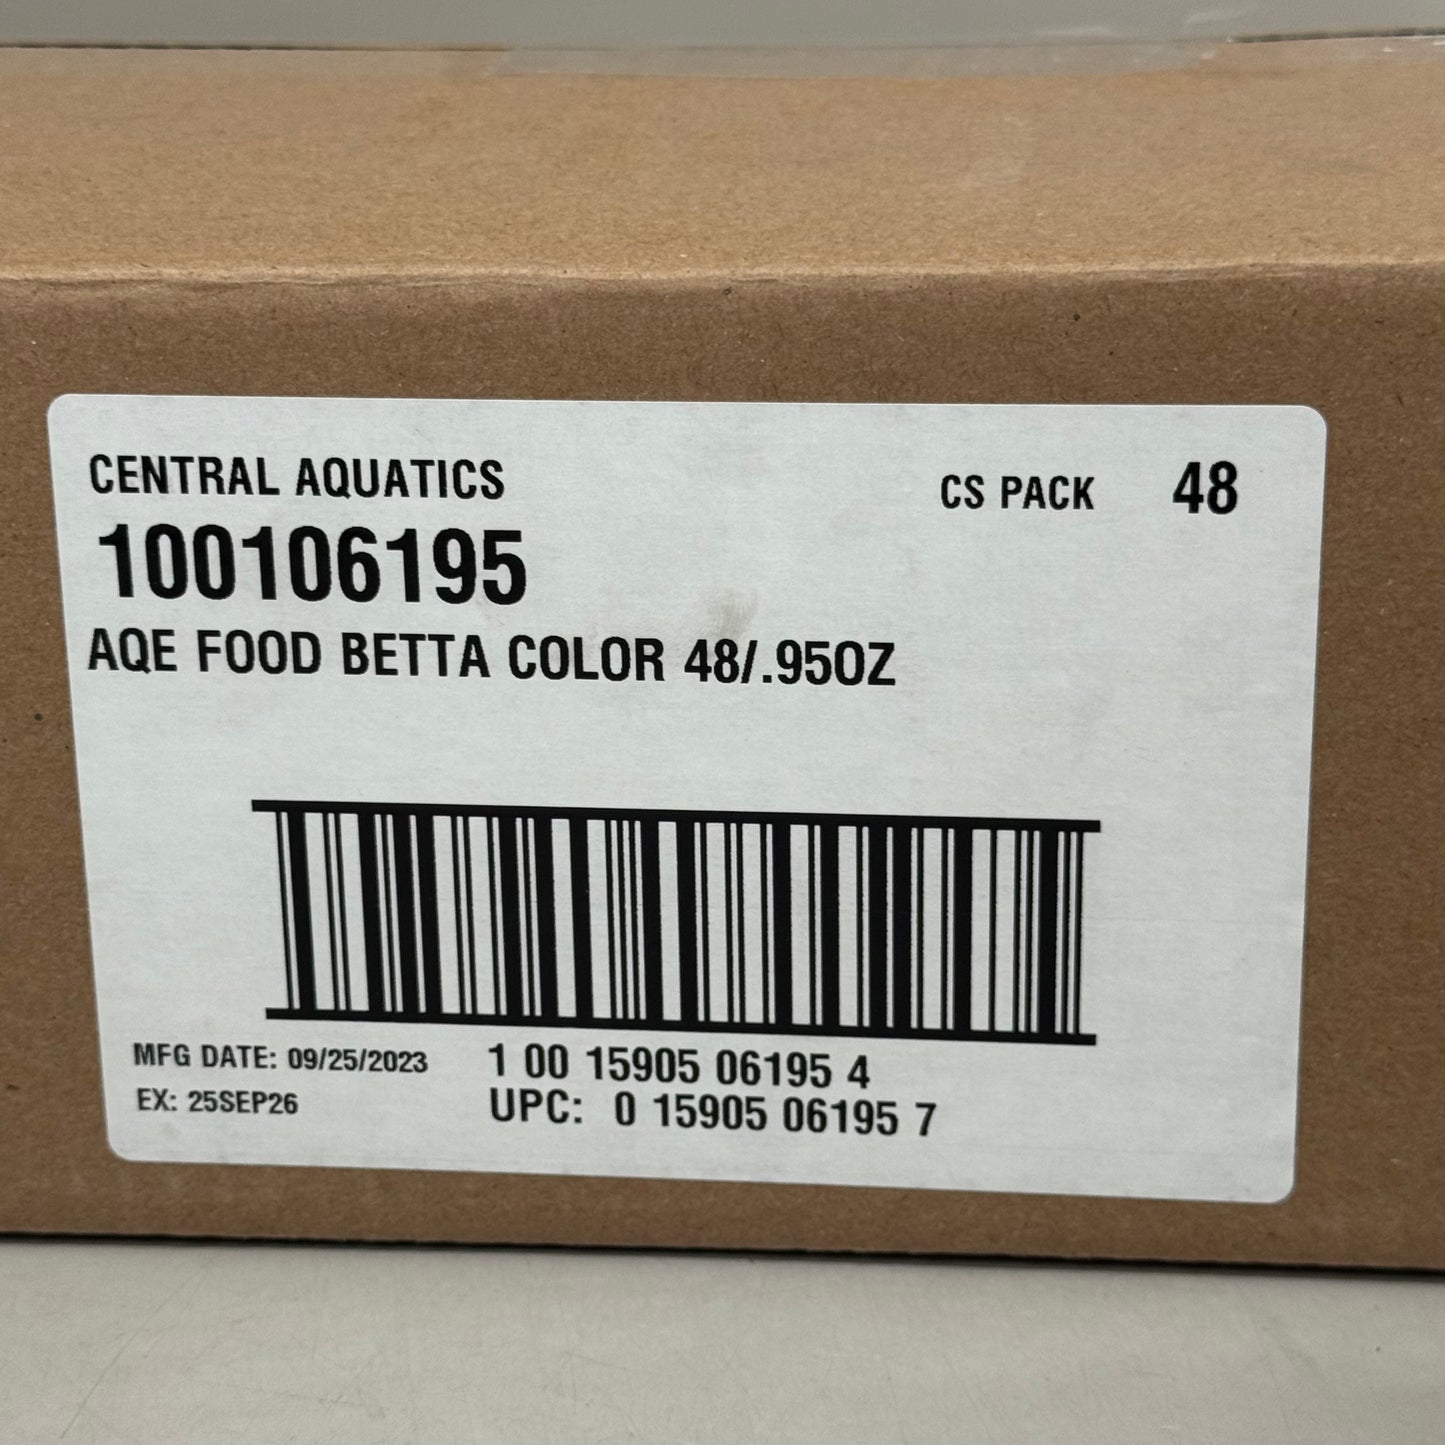 CENTRAL AQUATICS
CS PACK 48
100106195
AQE FOOD BETTA COLOR 48/.95OZ
MFG DATE: 09/25/2023
EX: 25SEP26
1 00 15905 06195 4
UPC: 0 15905 06195 7